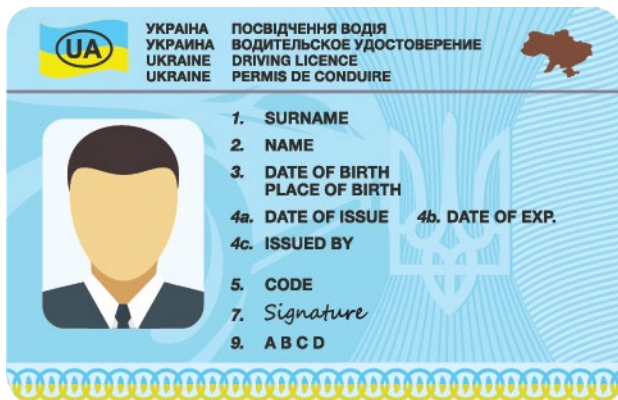 UA
УКРАЇНА ПОСВІДЧЕННЯ ВОДІЯ
УКРАИНА ВОДИТЕЛЬСКОЕ УДОСТОВЕРЕНИЕ
UKRAINE DRIVING LICENCE
UKRAINE PERMIS DE CONDUIRE
1. SURNAME
2. NAME
3. DATE OF BIRTH
PLACE OF BIRTH
4a. DATE OF ISSUE 4b. DATE OF EXP.
4c. ISSUED BY
5. CODE
7. Signature
9. A B C D